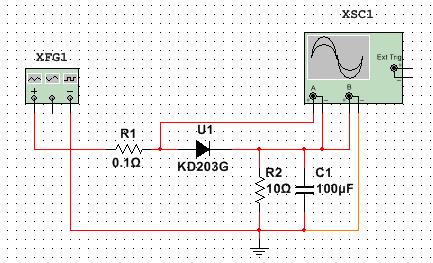 XSC1
XFG1
Ext Trig
+
-
A
B
+ -
+ -
+
-
R1
0.1Ω
U1
KD203G
R2
10Ω
C1
100µF